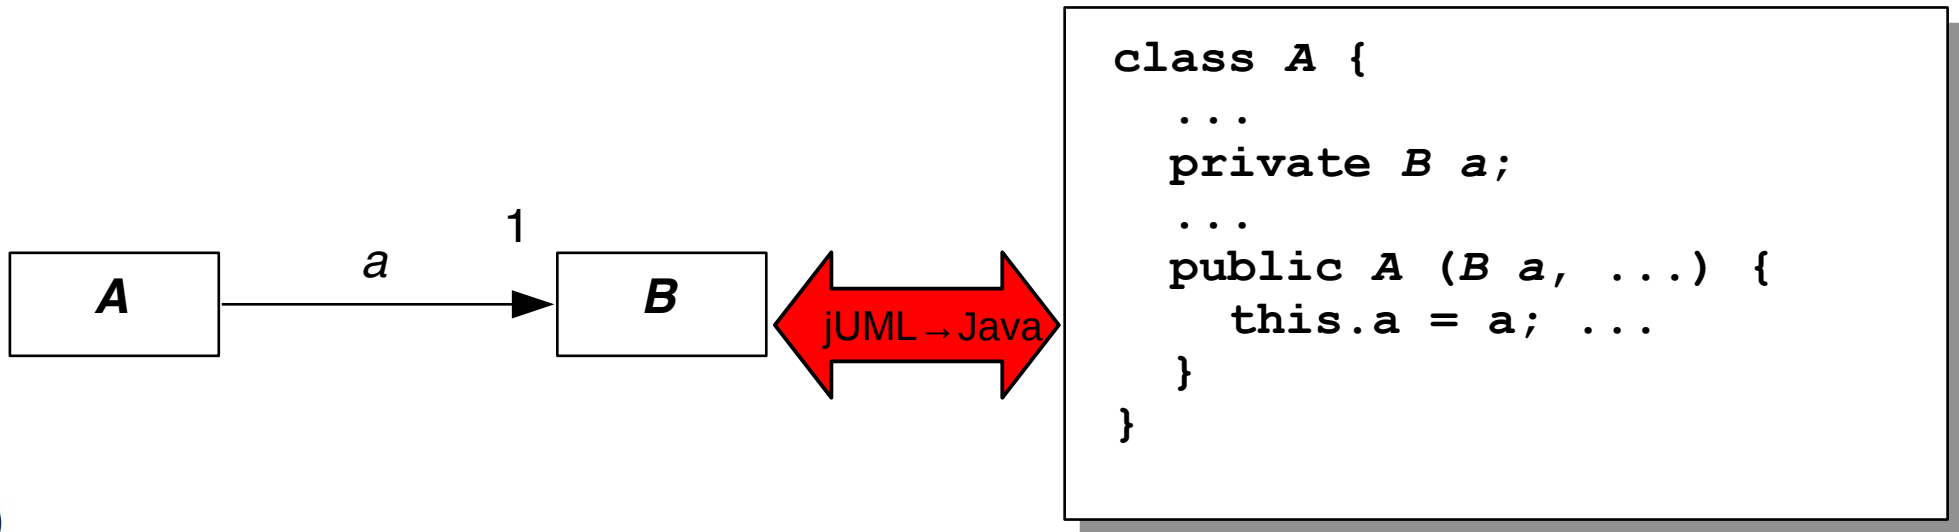 A
a
1
B
jUML→Java
class A {
...
private B a;
...
public A (B a, ...) {
this.a = a; ...
}
}